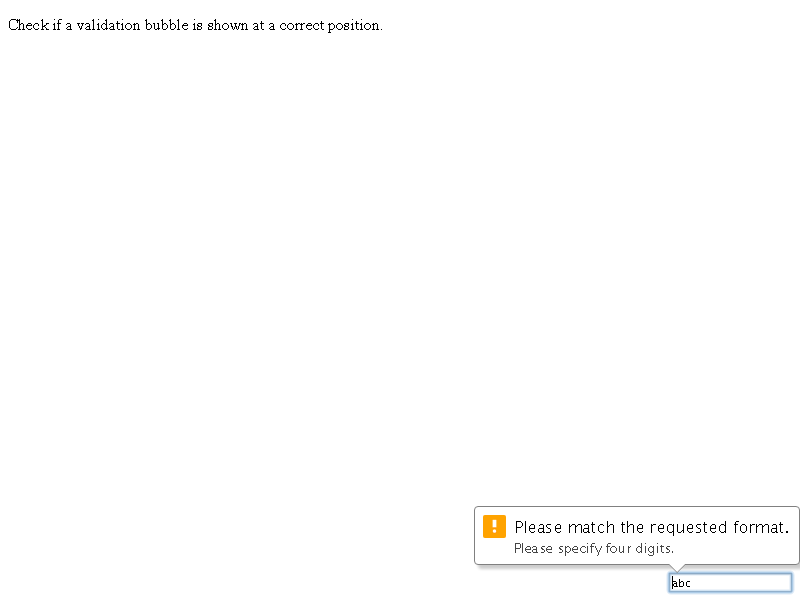 Check if a validation bubble is shown at a correct position.
Please match the requested format.
Please specify four digits.
abc